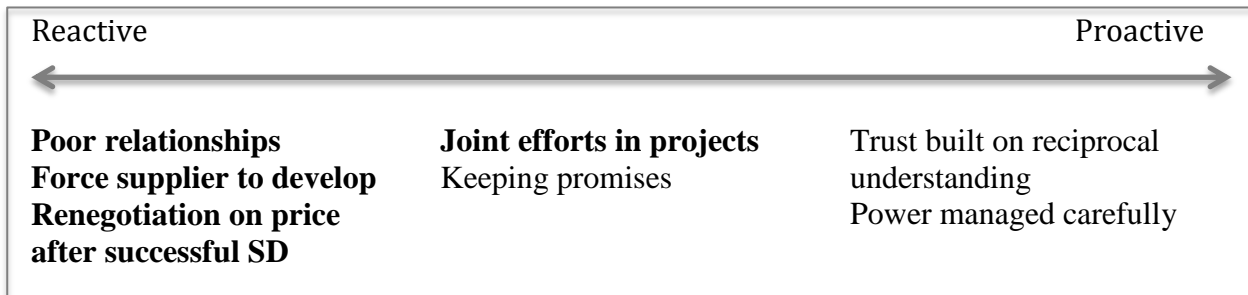 Reactive
Proactive
Poor relationships
Force supplier to develop
Renegotiation on price
after successful SD
Joint efforts in projects
Keeping promises
Trust built on reciprocal
understanding
Power managed carefully